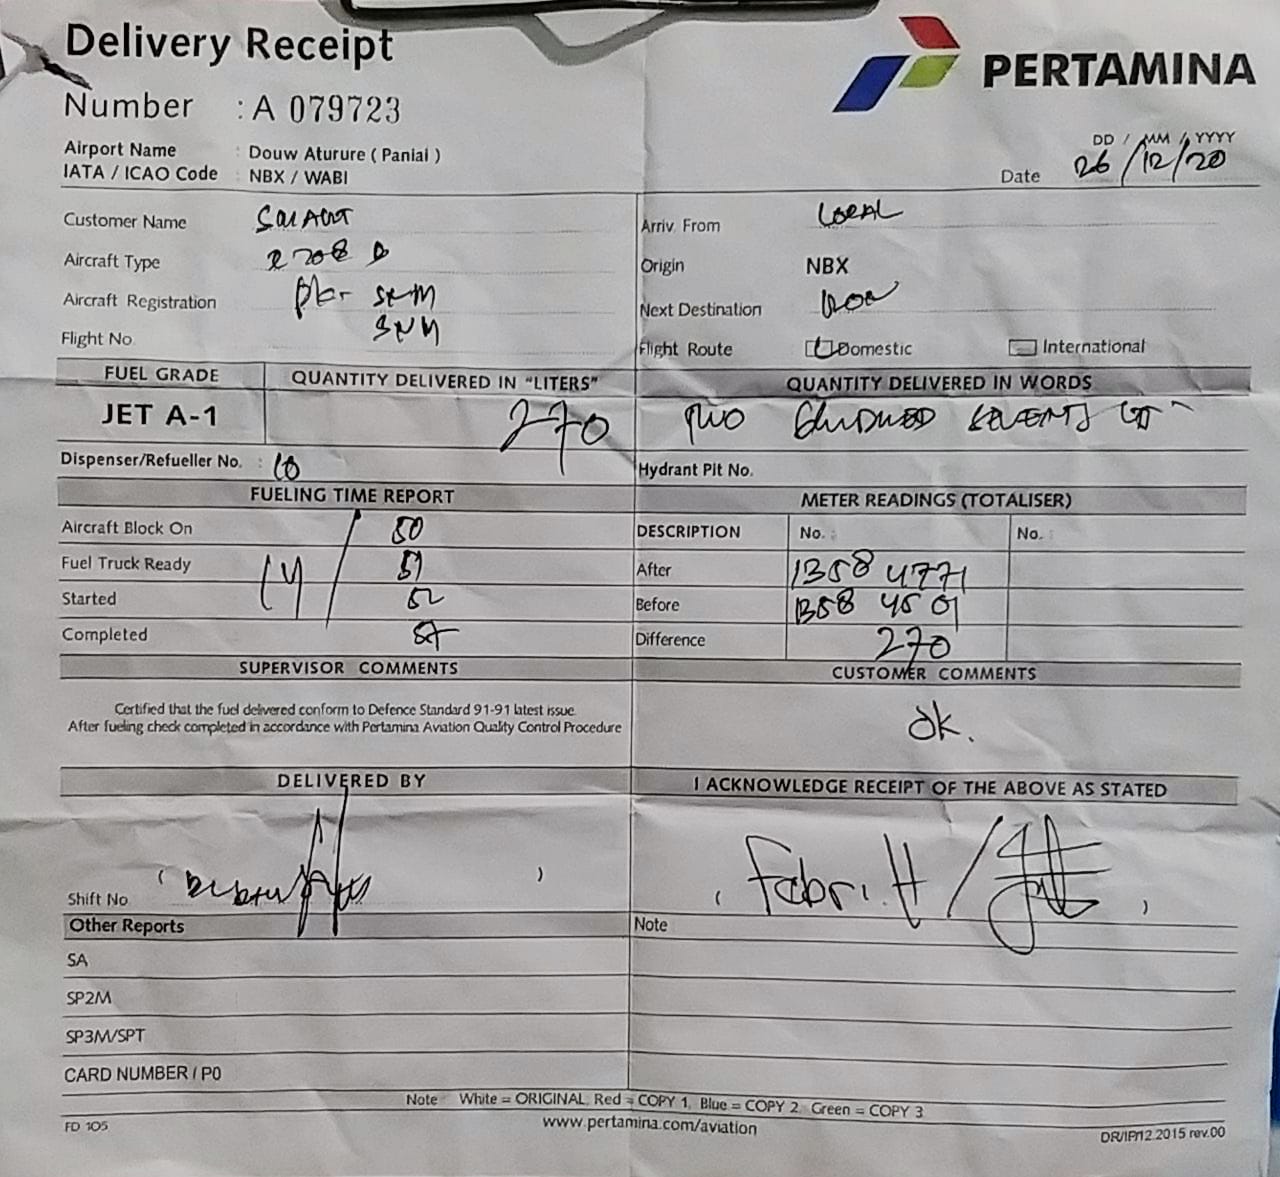 Delivery Receipt
PERTAMINA
Number : A 079723
Airport Name : Douw Aturure ( Paniai )
IATA / ICAO Code : NBX / WABI
DD / MM / YYYY
Date 26/12/20
Customer Name
Arriv. From LOCAL
Aircraft Type
Origin NBX
Aircraft Registration
Next Destination
Flight No.
Flight Route Domestic International
FUEL GRADE QUANTITY DELIVERED IN "LITERS" QUANTITY DELIVERED IN WORDS
JET A-1 270 TWO
Dispenser/Refueller No. : 10 Hydrant Pit No.
FUELING TIME REPORT METER READINGS (TOTALISER)
Aircraft Block On 50 DESCRIPTION No. : No. :
Fuel Truck Ready 14 / 51 After 1358 4771
Started 52 Before 1358 4501
Completed 57 Difference 270
SUPERVISOR COMMENTS CUSTOMER COMMENTS
Certified that the fuel delivered conform to Defence Standard 91-91 latest issue.
After fueling check completed in accordance with Pertamina Aviation Quality Control Procedure
Ok.
DELIVERED BY I ACKNOWLEDGE RECEIPT OF THE ABOVE AS STATED
Shift No ( ) ( /  )
Other Reports Note
SA
SP2M
SP3M/SPT
CARD NUMBER / PO
Note : White = ORIGINAL, Red = COPY 1, Blue = COPY 2, Green = COPY 3
FD 105 www.pertamina.com/aviation DR/IP/12.2015 rev.00